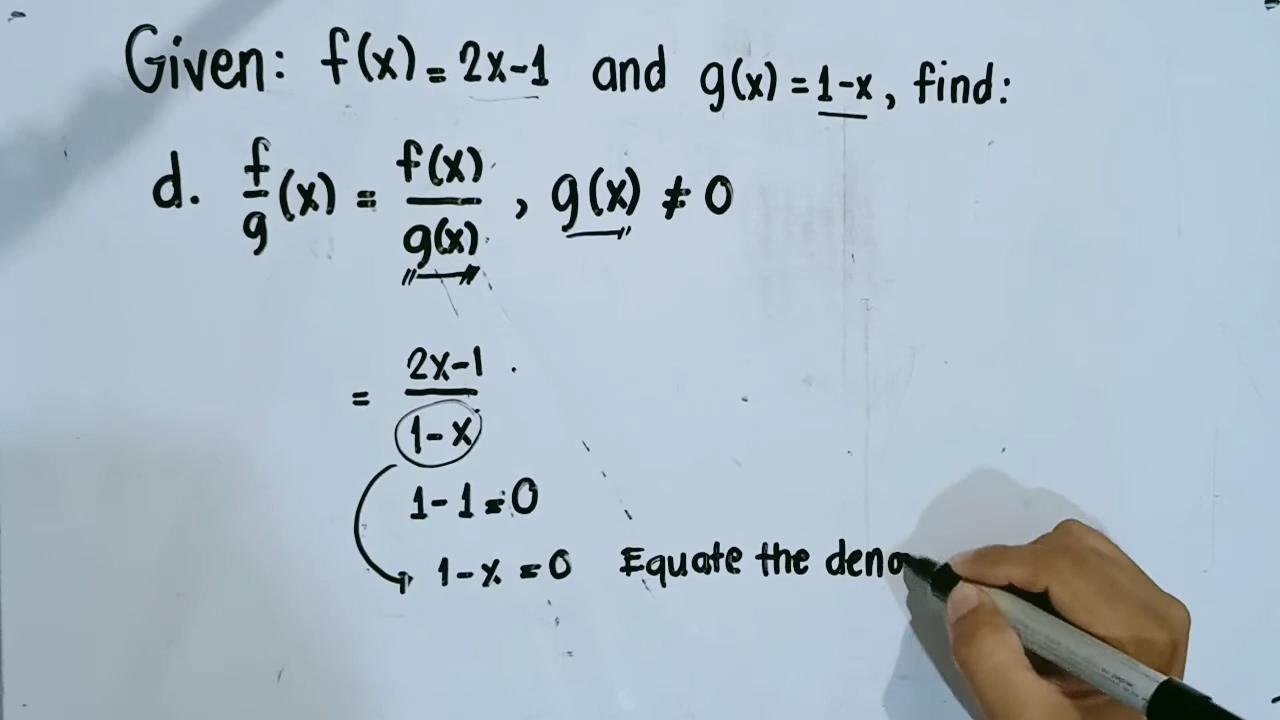 Given: f(x) = 2x-1 and g(x) = 1-x, find:
d. f/g (x) = f(x)/g(x) , g(x) ≠ 0
= 2x-1/1-x
1-1=0
1-x=0 Equate the deno